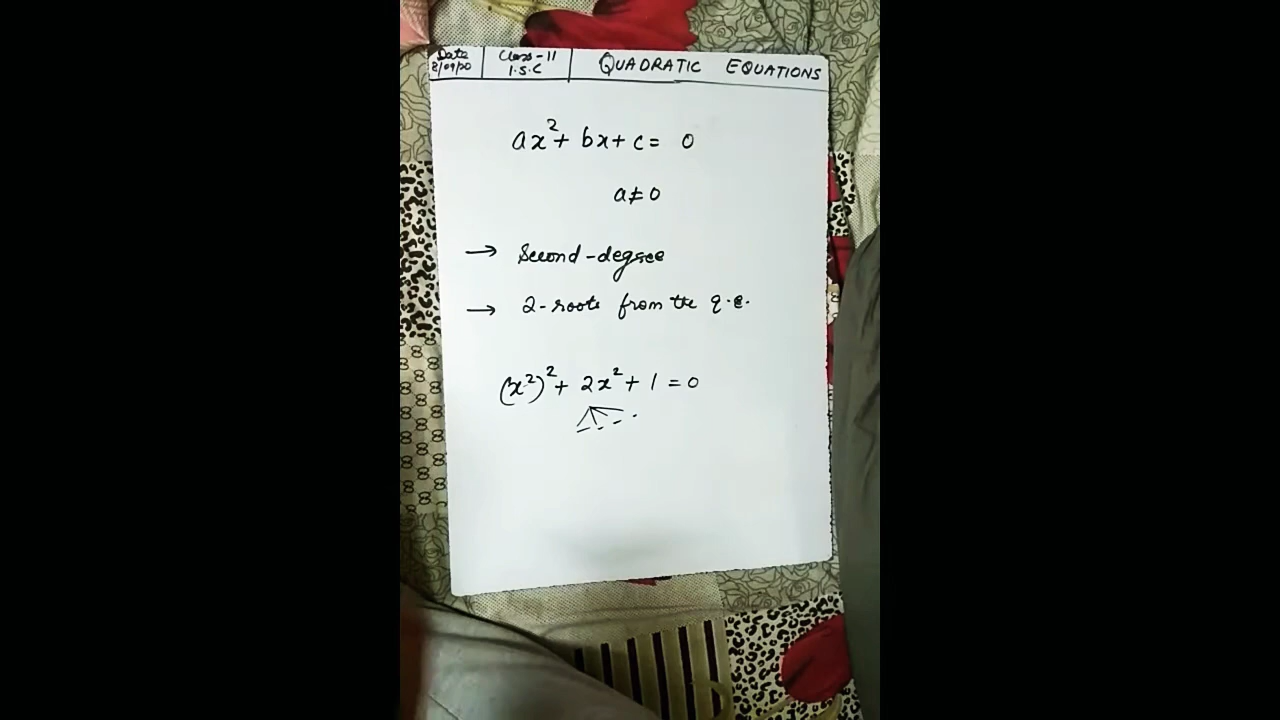 Date Class-11 QUADRATIC EQUATIONS
8/09/20 I.S.C
ax²+ bx+c= 0
a≠0
→ Second-degree
→ 2-roots from the q.e.
(x²)²+ 2x²+1=0